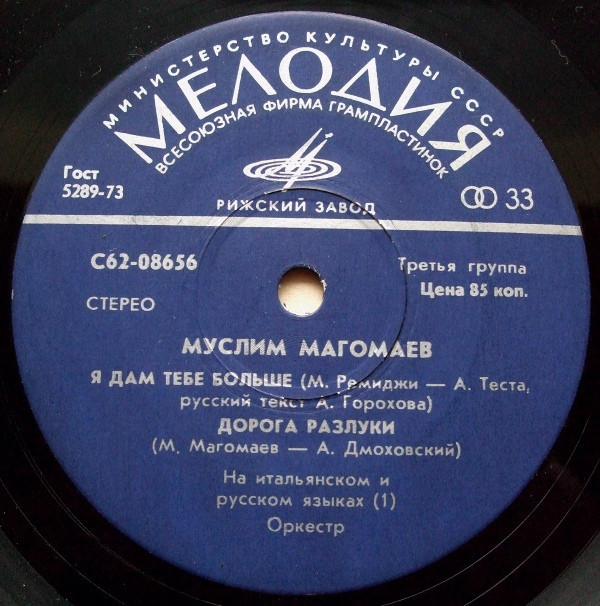 МИНИСТЕРСТВО КУЛЬТУРЫ СССР
МЕЛОДИЯ
ВСЕСОЮЗНАЯ ФИРМА ГРАМПЛАСТИНОК
Гост
5289-73
33
РИЖСКИЙ ЗАВОД
С62-08656
Третья группа
Цена 85 коп.
СТЕРЕО
МУСЛИМ МАГОМАЕВ
Я ДАМ ТЕБЕ БОЛЬШЕ (М. Ремиджи — А. Теста,
русский текст А. Горохова)
ДОРОГА РАЗЛУКИ
(М. Магомаев — А. Дмоховский)
На итальянском и
русском языках (1)
Оркестр